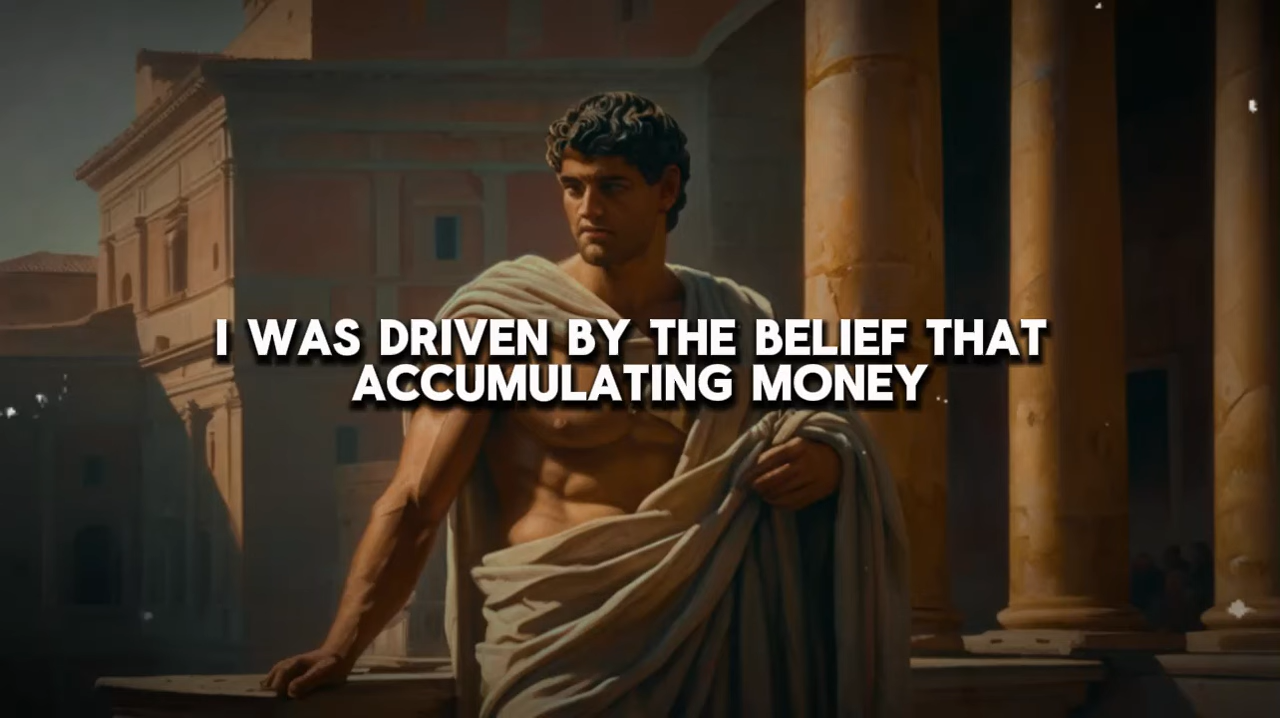 I WAS DRIVEN BY THE BELIEF THAT
ACCUMULATING MONEY